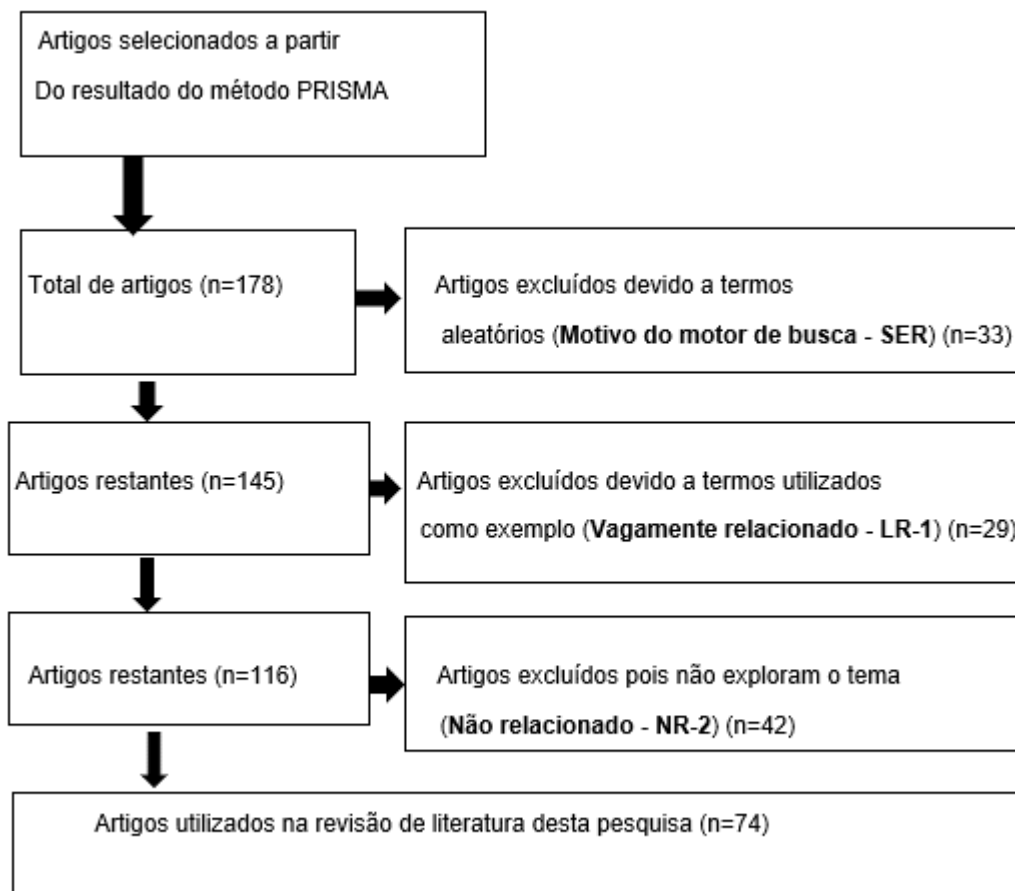 Artigos selecionados a partir
Do resultado do método PRISMA
Total de artigos (n=178)
Artigos excluídos devido a termos
aleatórios (Motivo do motor de busca - SER) (n=33)
Artigos restantes (n=145)
Artigos excluídos devido a termos utilizados
como exemplo (Vagamente relacionado - LR-1) (n=29)
Artigos restantes (n=116)
Artigos excluídos pois não exploram o tema
(Não relacionado - NR-2) (n=42)
Artigos utilizados na revisão de literatura desta pesquisa (n=74)